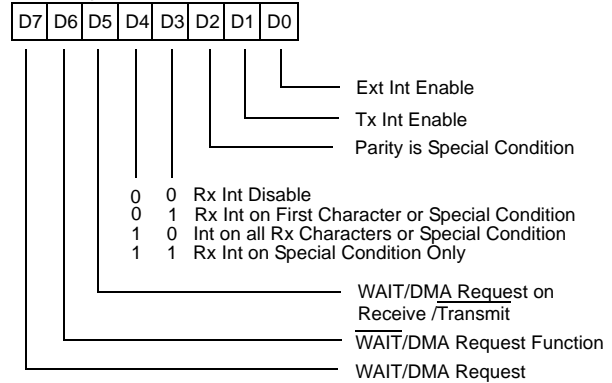 D7 D6 D5 D4 D3 D2 D1 D0
Ext Int Enable
Tx Int Enable
Parity is Special Condition
0 0 Rx Int Disable
0 1 Rx Int on First Character or Special Condition
1 0 Int on all Rx Characters or Special Condition
1 1 Rx Int on Special Condition Only
WAIT/DMA Request on
Receive /Transmit
WAIT/DMA Request Function
WAIT/DMA Request